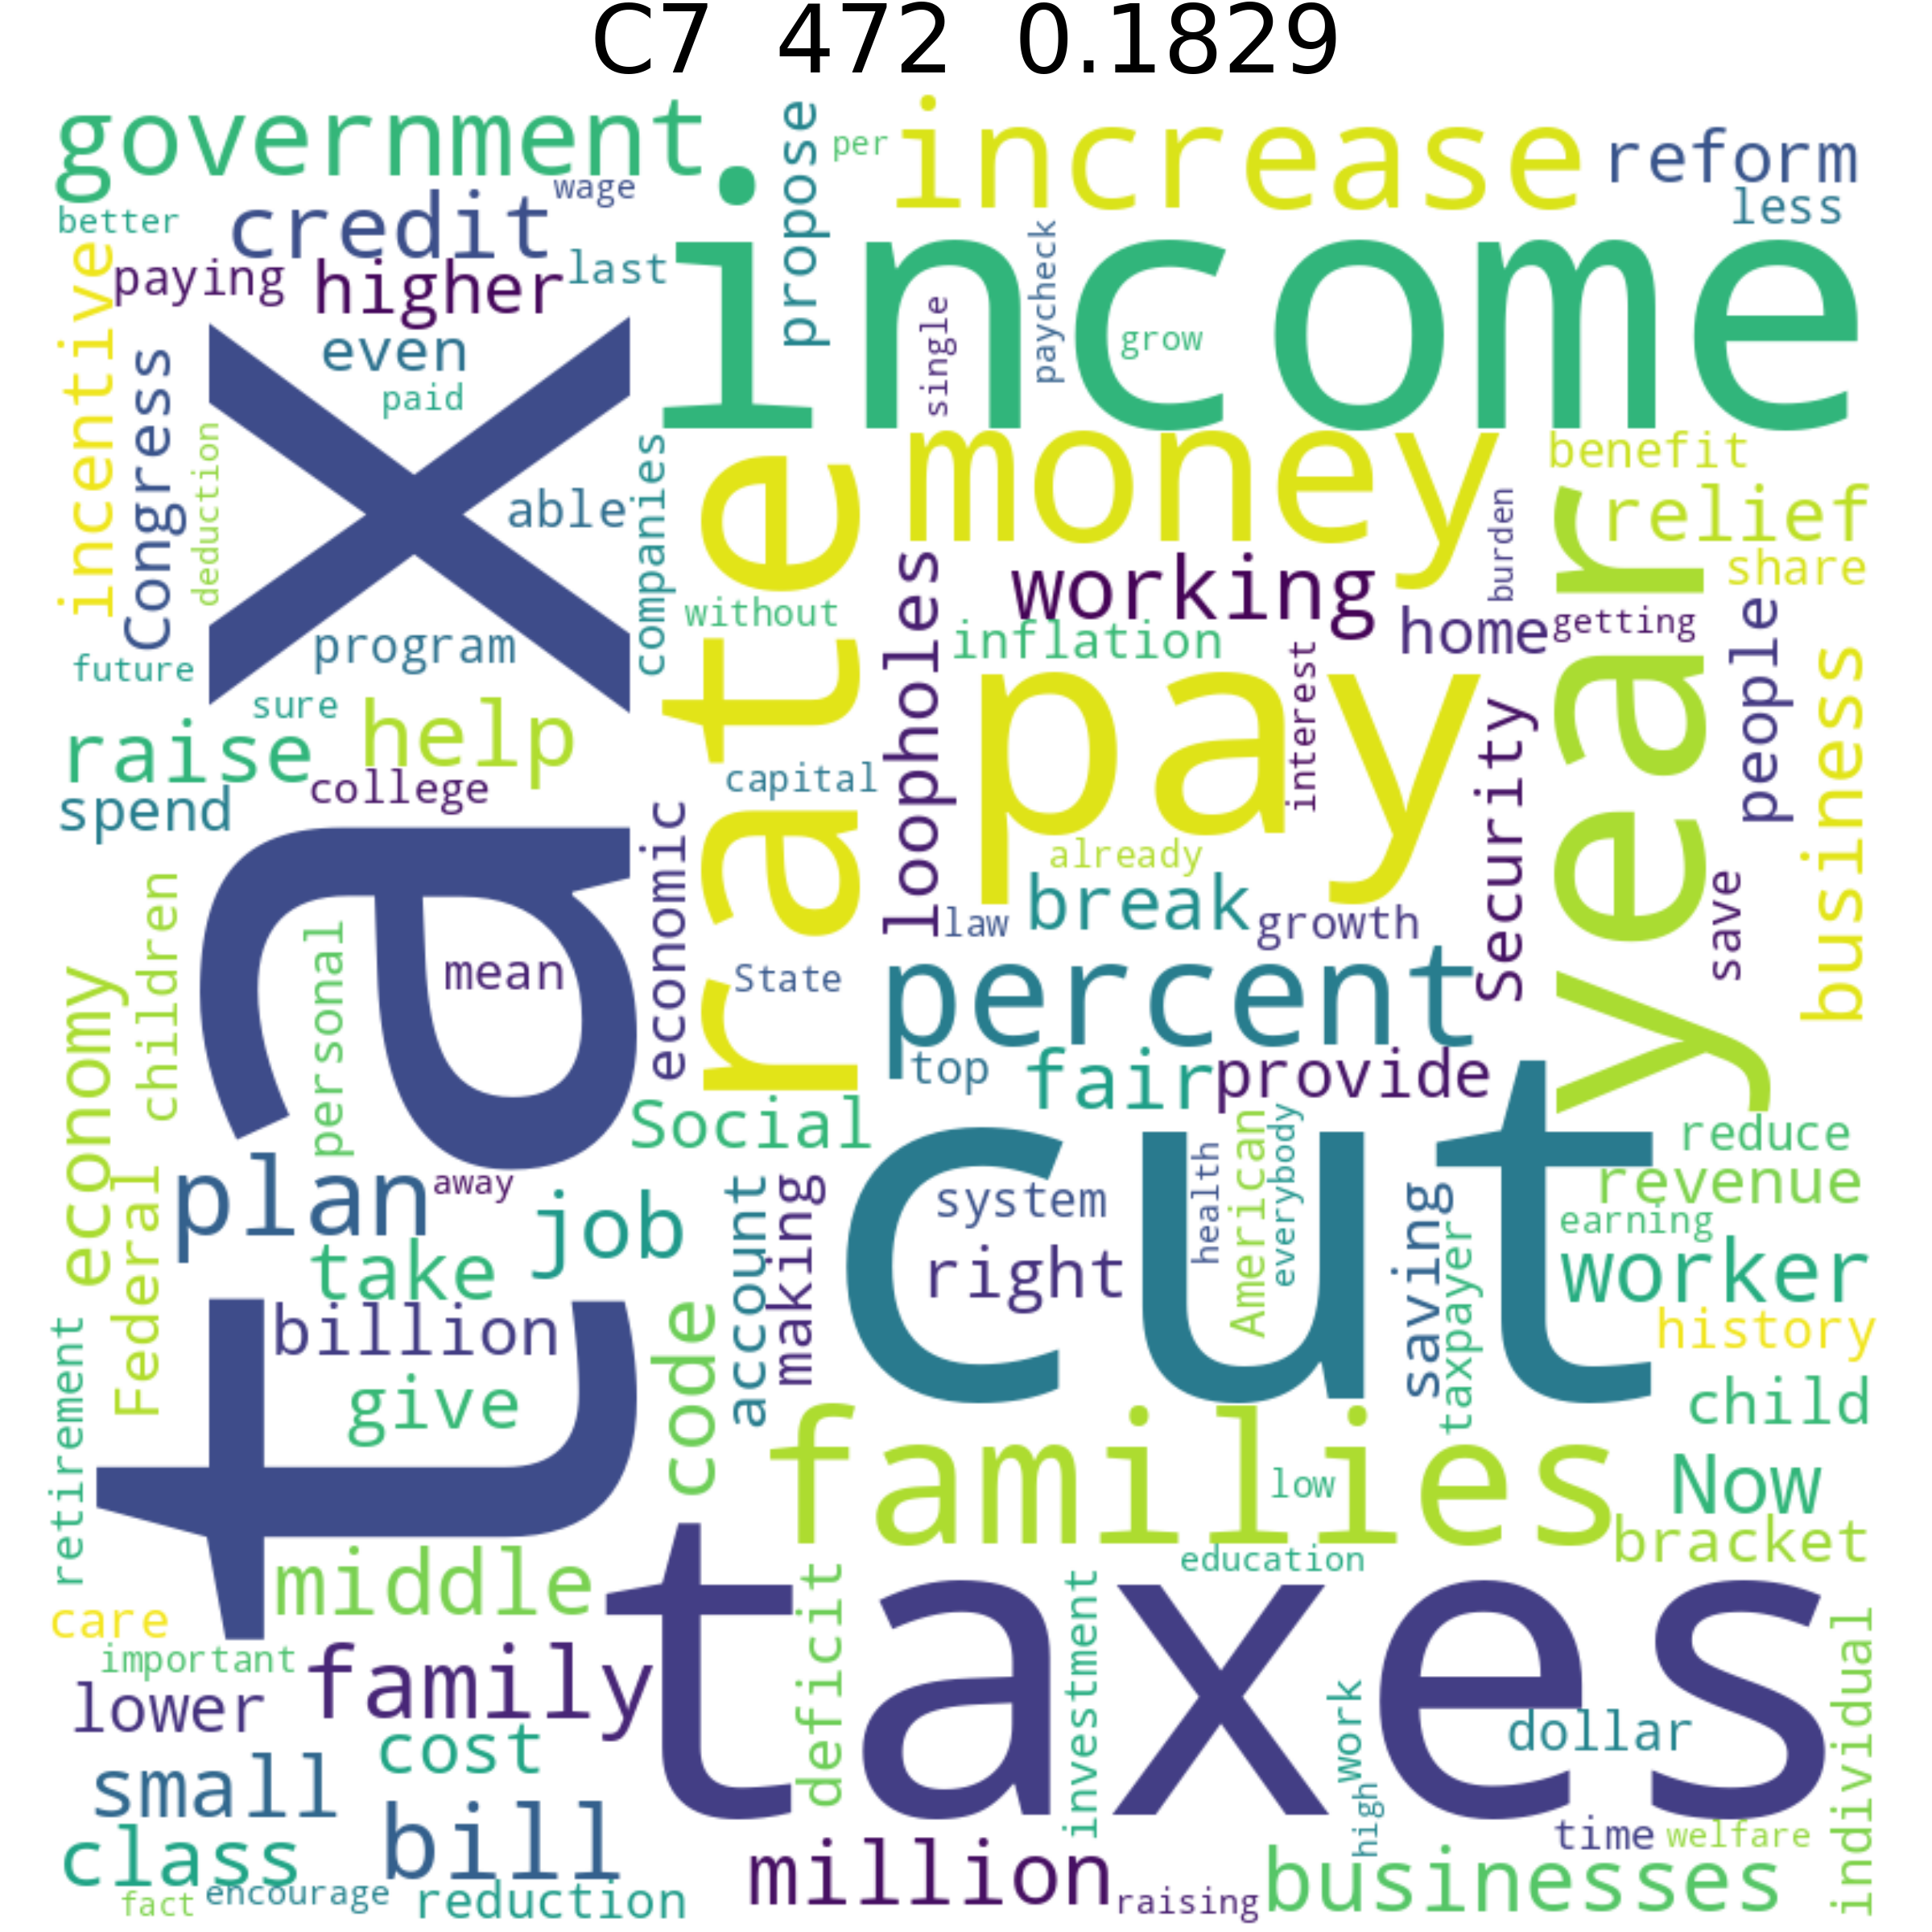 C7 472 0.1829
government
propose
per
increase
reform
wage
better
credit
less
incentive
paying
higher
last
income
single
paycheck
grow
Congress
even
paid
deduction
able
companies
rate
money
benefit
relief
burden
share
year
working
loopholes
without
inflation
home
getting
people
business
program
future
sure
help
raise
college
spend
capital
pay
interest
Security
already
break
law
growth
save
tax
economic
children
personal
mean
economy
State
percent
top
fair
provide
Social
cut
reduce
revenue
earning
plan
away
job
Federal
take
account
making
system
right
health
American
everybody
saving
taxpayer
worker
history
billion
give
code
child
retirement
families
low
Now
bracket
education
middle
care
important
taxes
deficit
investment
work
high
dollar
individual
family
lower
cost
small
bill
class
time
welfare
million
raising
businesses
fact
encourage
reduction